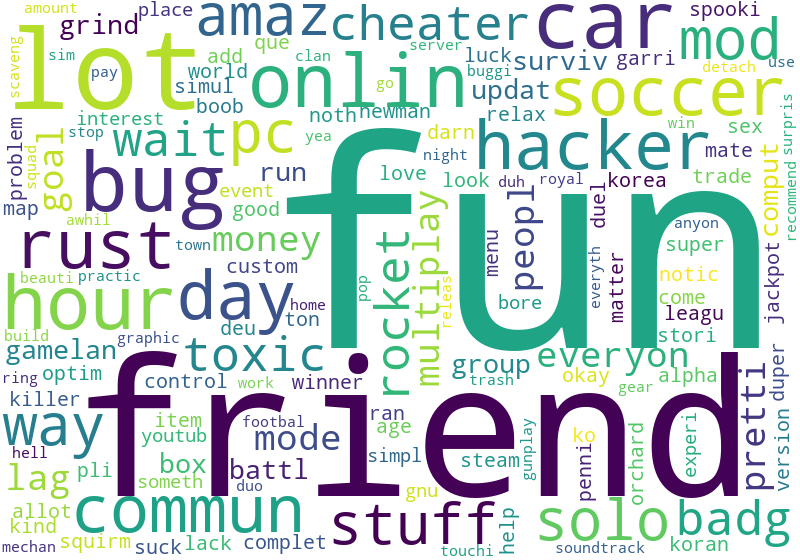 amount
place
grind
amaz
cheater
car
spooki
mod
scaveng
sim
lot
que
add
clan
server
luck
surviv
garri
detach
use
pay
world
simul
boob
onlin
go
buggi
updat
soccer
surpris
problem
squad
goal
interest
stop
wait
pc
noth
newman
yea
darn
relax
hacker
win
sex
mate
recommend
map
bug
run
event
good
night
love
look
duh
royal
korea
trade
comput
awhil
rust
town
money
fun
rocket
multiplay
menu
peopl
duel
anyon
super
notic
jackpot
beauti
practic
custom
hour
day
deu
ton
home
pop
releas
bore
everyth
matter
come
leagu
stori
build
graphic
gamelan
toxic
group
everyon
ring
optim
control
work
winner
trash
okay
gear
alpha
duper
killer
friend
pretti
version
way
item
youtub
footbal
mode
ran
age
simpl
steam
gunplay
ko
penni
orchard
experi
hell
lag
pli
someth
box
battl
duo
gnu
allot
kind
commun
stuff
help
solo
badg
squirm
suck
lack
complet
touchi
soundtrack
koran
mechan